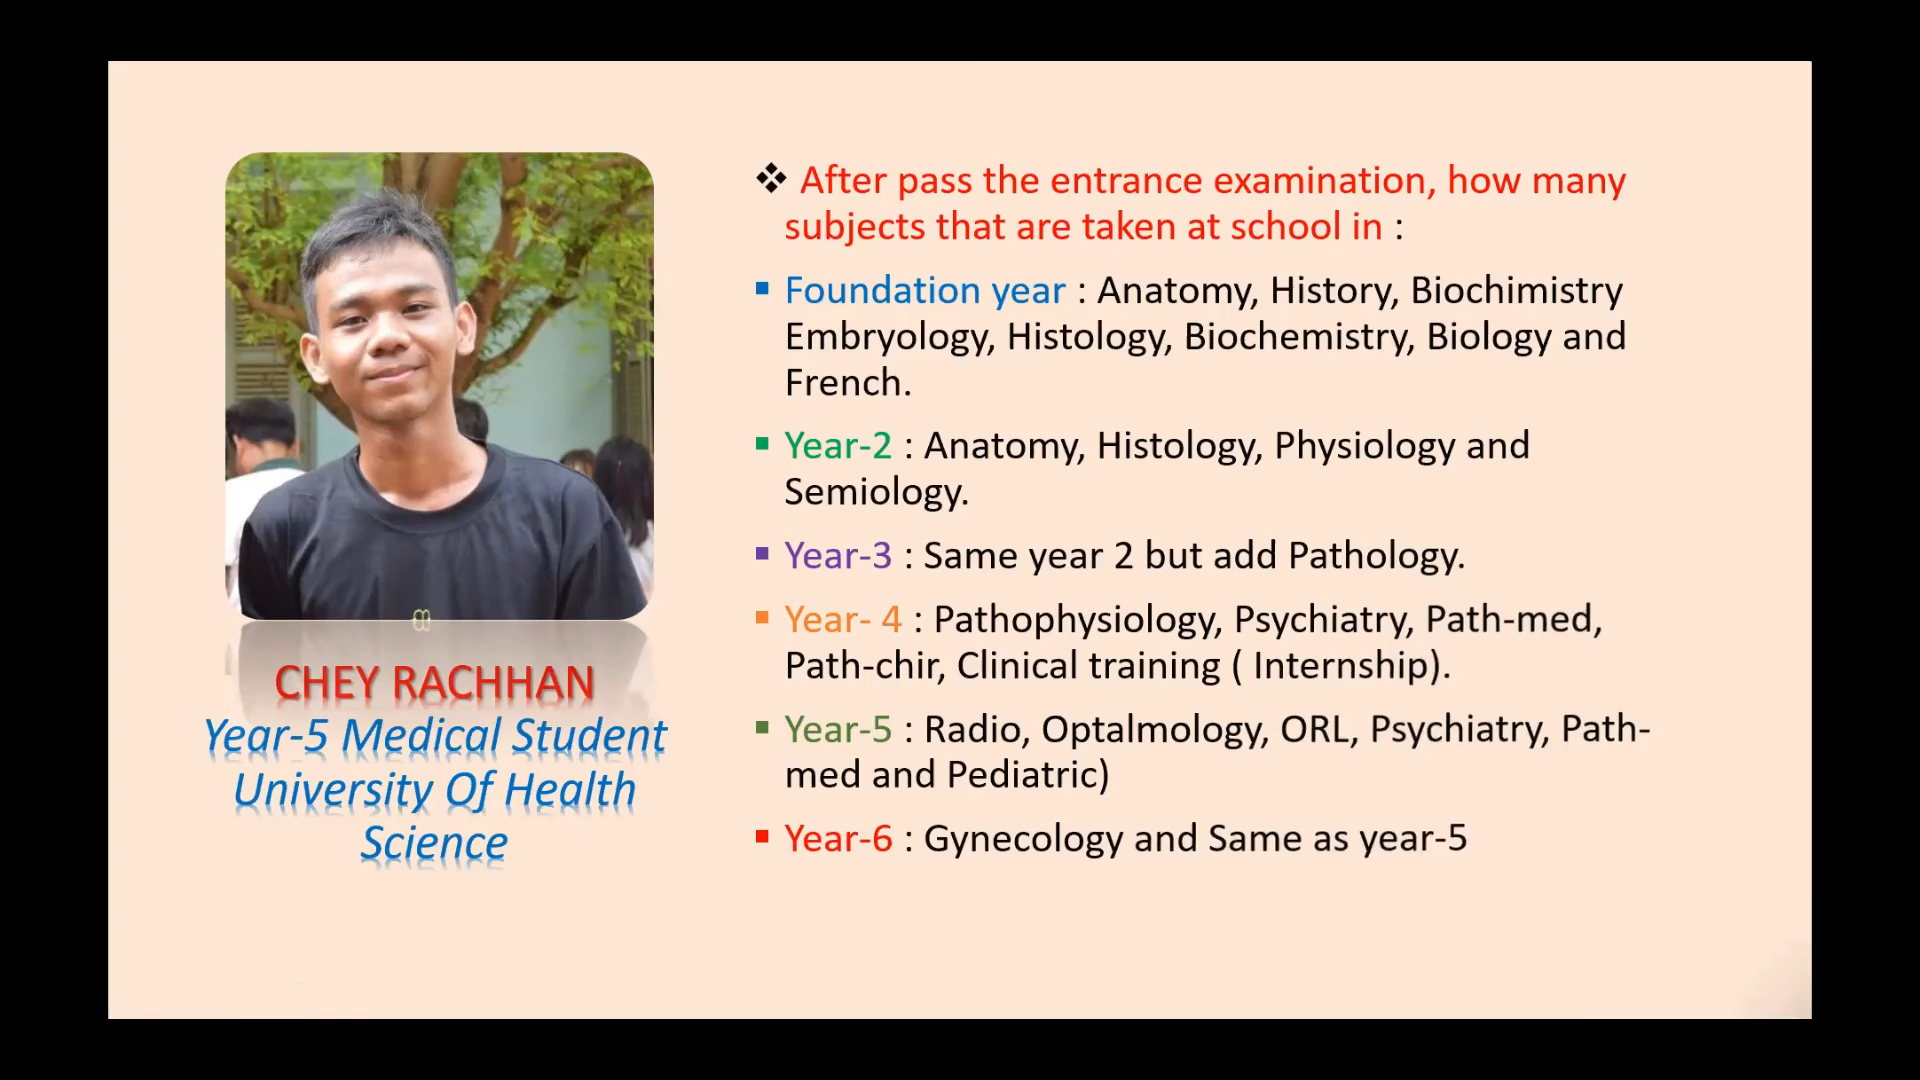 CHEY RACHHAN
Year-5 Medical Student
University Of Health
Science
After pass the entrance examination, how many
subjects that are taken at school in :
Foundation year : Anatomy, History, Biochimistry
Embryology, Histology, Biochemistry, Biology and
French.
Year-2 : Anatomy, Histology, Physiology and
Semiology.
Year-3 : Same year 2 but add Pathology.
Year- 4 : Pathophysiology, Psychiatry, Path-med,
Path-chir, Clinical training ( Internship).
Year-5 : Radio, Optalmology, ORL, Psychiatry, Path-
med and Pediatric)
Year-6 : Gynecology and Same as year-5